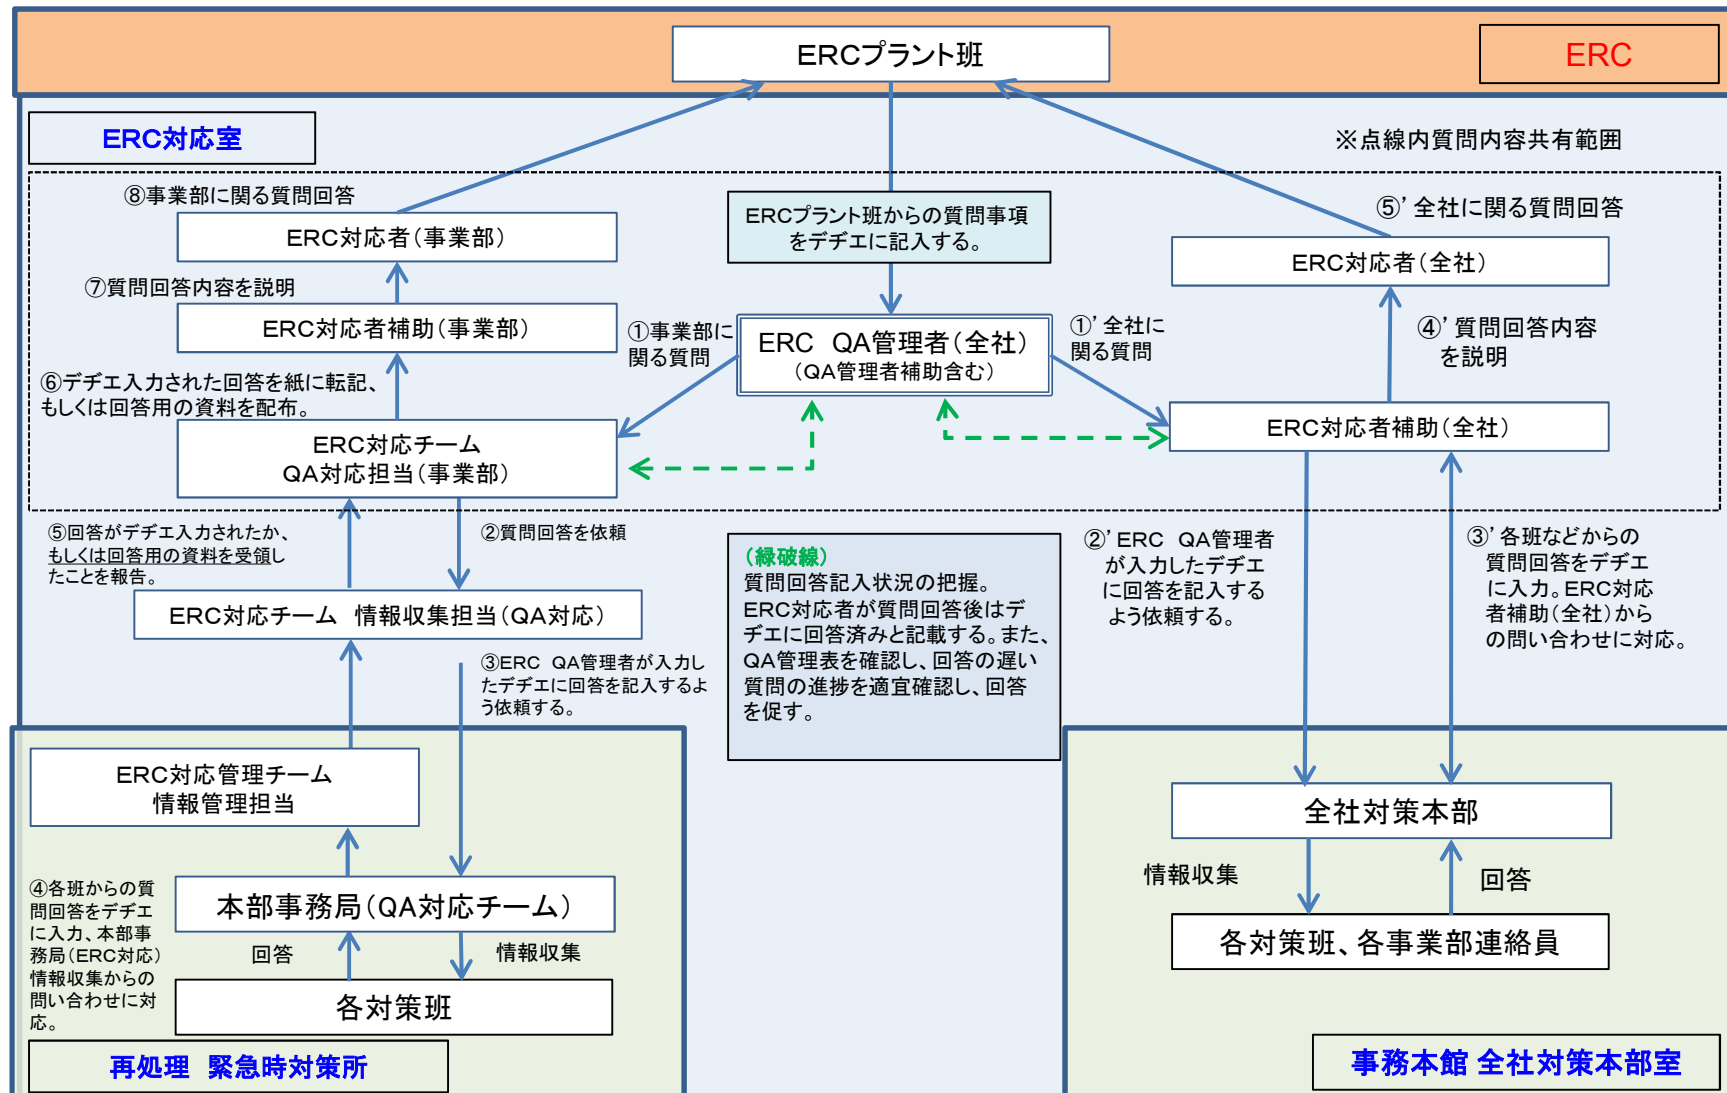 ERCプラント班
ERC
ERC対応室
※点線内質問内容共有範囲
⑧事業部に関る質問回答
ERC対応者(事業部)
⑦質問回答内容を説明
ERC対応者補助(事業部)
⑥デヂエ入力された回答を紙に転記、
もしくは回答用の資料を配布。
ERC対応チーム
QA対応担当(事業部)
ERCプラント班からの質問事項
をデヂエに記入する。
①事業部に
関る質問
ERC QA管理者(全社)
(QA管理者補助含む)
①’全社に
関る質問
⑤’全社に関る質問回答
ERC対応者(全社)
④’質問回答内容
を説明
ERC対応者補助(全社)
⑤回答がデヂエ入力されたか、
もしくは回答用の資料を受領し
たことを報告。
②質問回答を依頼
ERC対応チーム 情報収集担当(QA対応)
③ERC QA管理者が入力し
たデヂエに回答を記入するよ
う依頼する。
(緑破線)
質問回答記入状況の把握。
ERC対応者が質問回答後はデ
ヂエに回答済みと記載する。また、
QA管理表を確認し、回答の遅い
質問の進捗を適宜確認し、回答
を促す。
②’ERC QA管理者
が入力したデヂエ
に回答を記入する
よう依頼する。
③’各班などからの
質問回答をデヂエ
に入力。ERC対応
者補助(全社)から
の問い合わせに対応。
ERC対応管理チーム
情報管理担当
④各班からの質
問回答をデヂエ
に入力、本部事
務局(ERC対応)
情報収集からの
問い合わせに対
応。
本部事務局(QA対応チーム)
回答
情報収集
各対策班
再処理 緊急時対策所
全社対策本部
情報収集
回答
各対策班、各事業部連絡員
事務本館 全社対策本部室